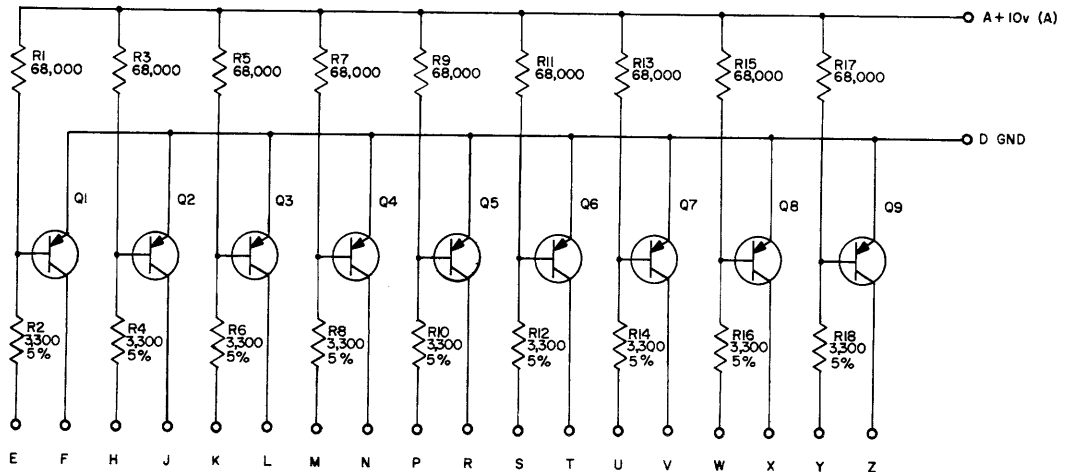 A+10v (A)
R1
68,000
R3
68,000
R5
68,000
R7
68,000
R9
68,000
R11
68,000
R13
68,000
R15
68,000
R17
68,000
D GND
Q1
Q2
Q3
Q4
Q5
Q6
Q7
Q8
Q9
R2
3,300
5%
R4
3,300
5%
R6
3,300
5%
R8
3,300
5%
R10
3,300
5%
R12
3,300
5%
R14
3,300
5%
R16
3,300
5%
R18
3,300
5%
E F H J K L M N P R S T U V W X Y Z